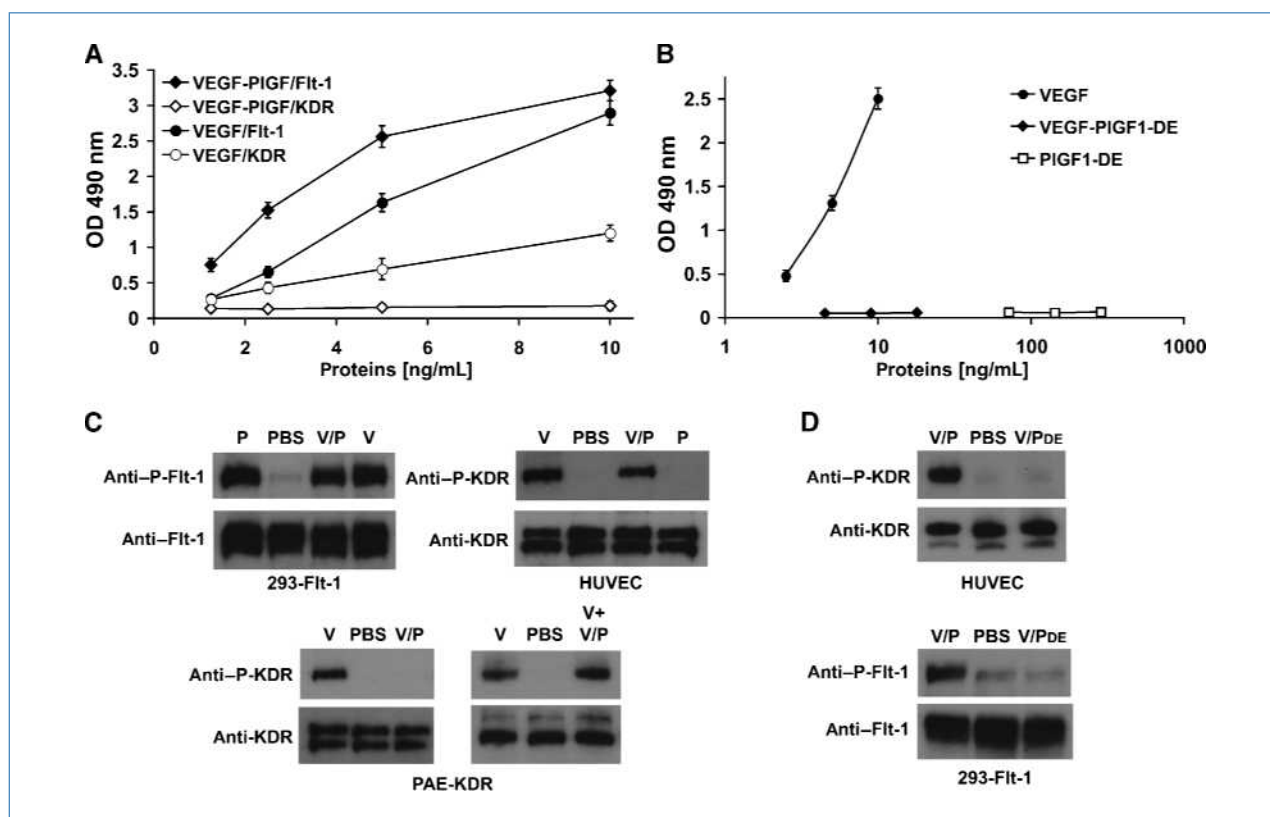 A
VEGF-PlGF/Flt-1
VEGF-PlGF/KDR
VEGF/Flt-1
VEGF/KDR
OD 490 nm
3.5
3
2.5
2
1.5
1
0.5
0
0 2 4 6 8 10
Proteins [ng/mL]
B
VEGF
VEGF-PlGF1-DE
PlGF1-DE
OD 490 nm
2.5
2
1.5
1
0.5
0
1 10 100 1000
Proteins [ng/mL]
C
P PBS V/P V
Anti–P-Flt-1
Anti–Flt-1
293-Flt-1
V PBS V/P P
Anti–P-KDR
Anti-KDR
HUVEC
V PBS V/P
V PBS V+
V/P
Anti–P-KDR
Anti-KDR
PAE-KDR
D
V/P PBS V/PDE
Anti–P-KDR
Anti-KDR
HUVEC
V/P PBS V/PDE
Anti–P-Flt-1
Anti–Flt-1
293-Flt-1